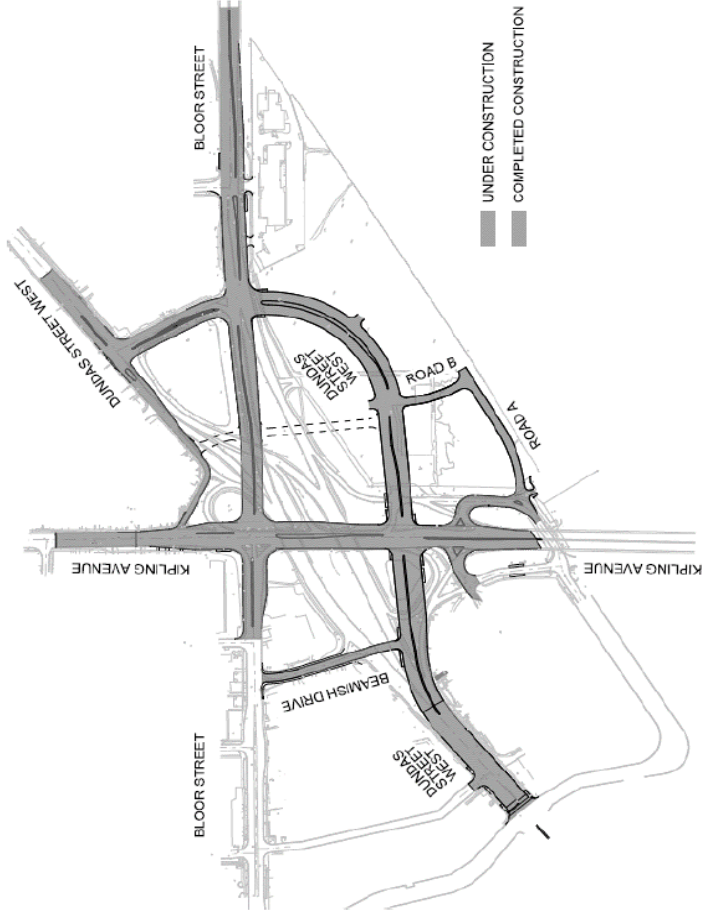 BLOOR STREET
DUNDAS STREET WEST
DUNDAS
STREET
WEST
ROAD B
ROAD A
KIPLING AVENUE
KIPLING AVENUE
BEAMISH DRIVE
BLOOR STREET
DUNDAS
STREET
WEST
UNDER CONSTRUCTION
COMPLETED CONSTRUCTION